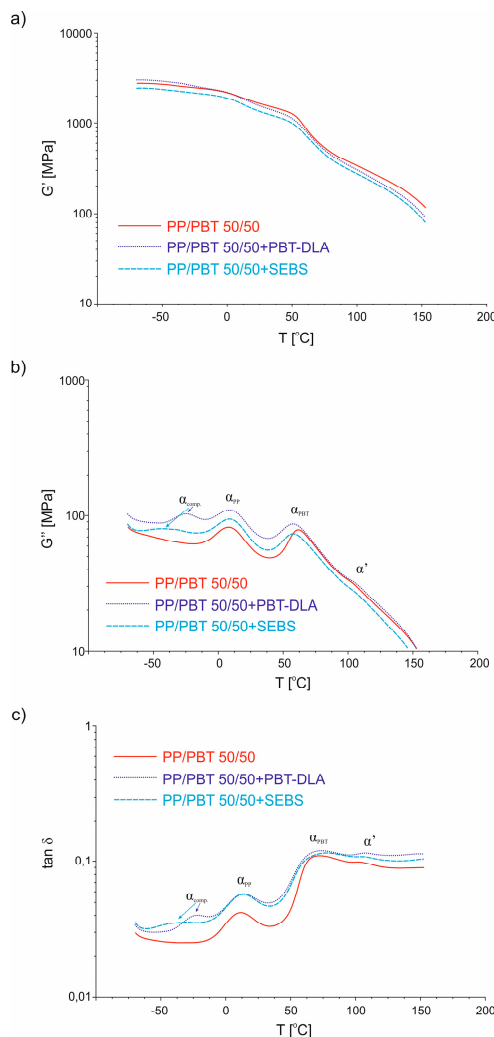 a)
10000
1000
100
10
G' [MPa]
PP/PBT 50/50
PP/PBT 50/50+PBT-DLA
PP/PBT 50/50+SEBS
-50 0 50 100 150 200
T [°C]
b)
1000
100
10
G'' [MPa]
αcomp.
αPP
αPBT
α'
PP/PBT 50/50
PP/PBT 50/50+PBT-DLA
PP/PBT 50/50+SEBS
-50 0 50 100 150 200
T [°C]
c)
1
0,1
0,01
tan δ
PP/PBT 50/50
PP/PBT 50/50+PBT-DLA
PP/PBT 50/50+SEBS
αcomp.
αPP
αPBT
α'
-50 0 50 100 150 200
T [°C]